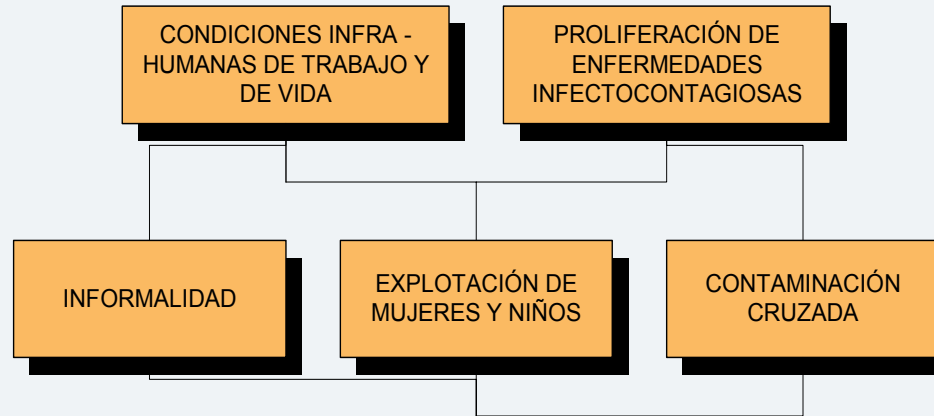 CONDICIONES INFRA -
HUMANAS DE TRABAJO Y
DE VIDA
PROLIFERACIÓN DE
ENFERMEDADES
INFECTOCONTAGIOSAS
INFORMALIDAD
EXPLOTACIÓN DE
MUJERES Y NIÑOS
CONTAMINACIÓN
CRUZADA